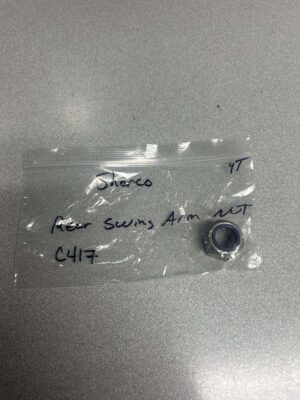 Sherco YT
Rear Swing Arm NUT
C417